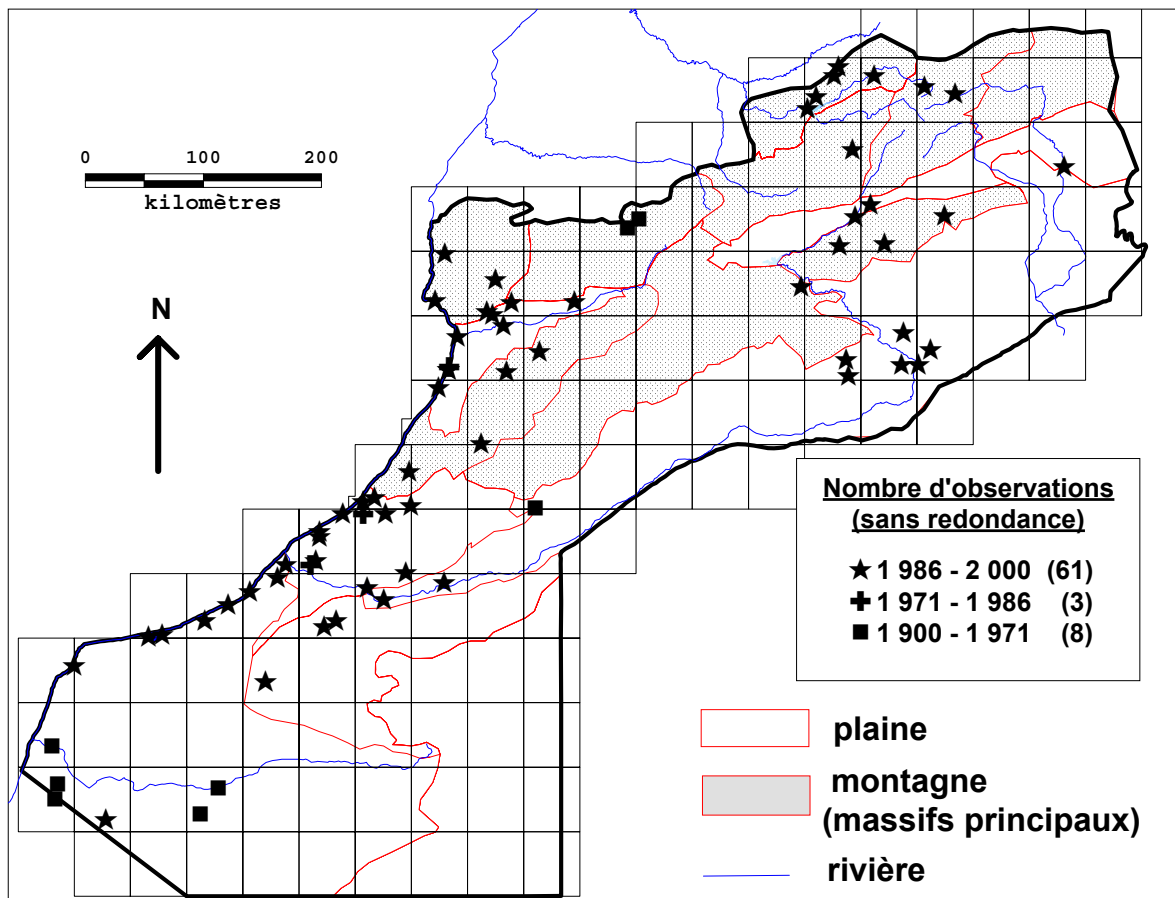 0 100 200
kilomètres
N
Nombre d'observations
(sans redondance)
1 986 - 2 000 (61)
1 971 - 1 986 (3)
1 900 - 1 971 (8)
plaine
montagne
(massifs principaux)
rivière